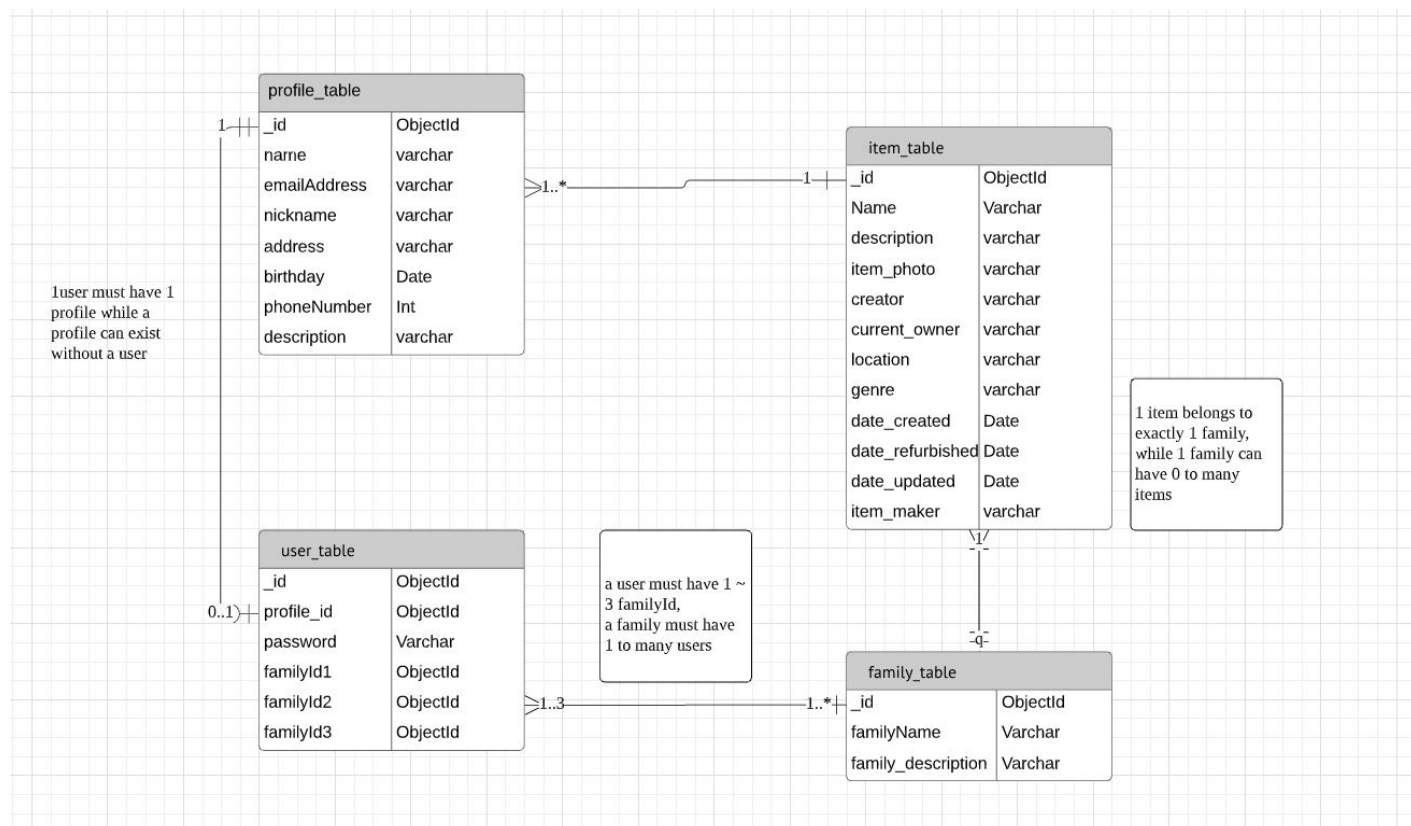 profile_table
_id ObjectId
name varchar
emailAddress varchar
nickname varchar
address varchar
birthday Date
phoneNumber Int
description varchar
1
1..*
1
item_table
_id ObjectId
Name Varchar
description varchar
item_photo varchar
creator varchar
current_owner varchar
location varchar
genre varchar
date_created Date
date_refurbished Date
date_updated Date
item_maker varchar
1user must have 1
profile while a
profile can exist
without a user
1 item belongs to
exactly 1 family,
while 1 family can
have 0 to many
items
user_table
_id ObjectId
profile_id ObjectId
password Varchar
familyId1 ObjectId
familyId2 ObjectId
familyId3 ObjectId
0..1
a user must have 1 ~
3 familyId,
a family must have
1 to many users
1
1..3
1..*
family_table
_id ObjectId
familyName Varchar
family_description Varchar